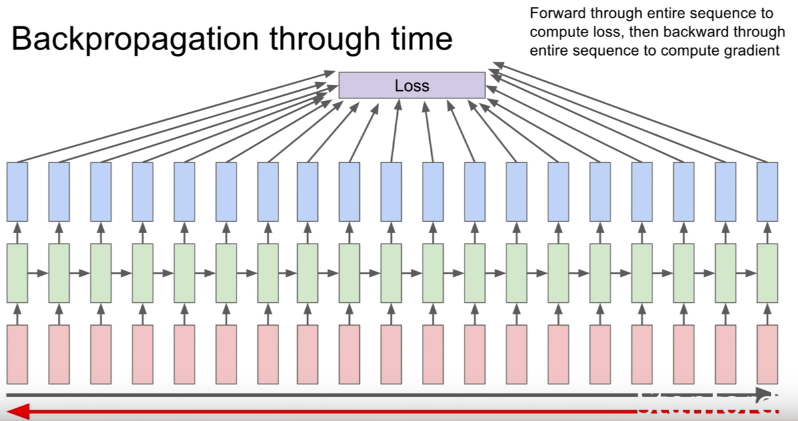 Backpropagation through time
Forward through entire sequence to
compute loss, then backward through
entire sequence to compute gradient
Loss
Stanford